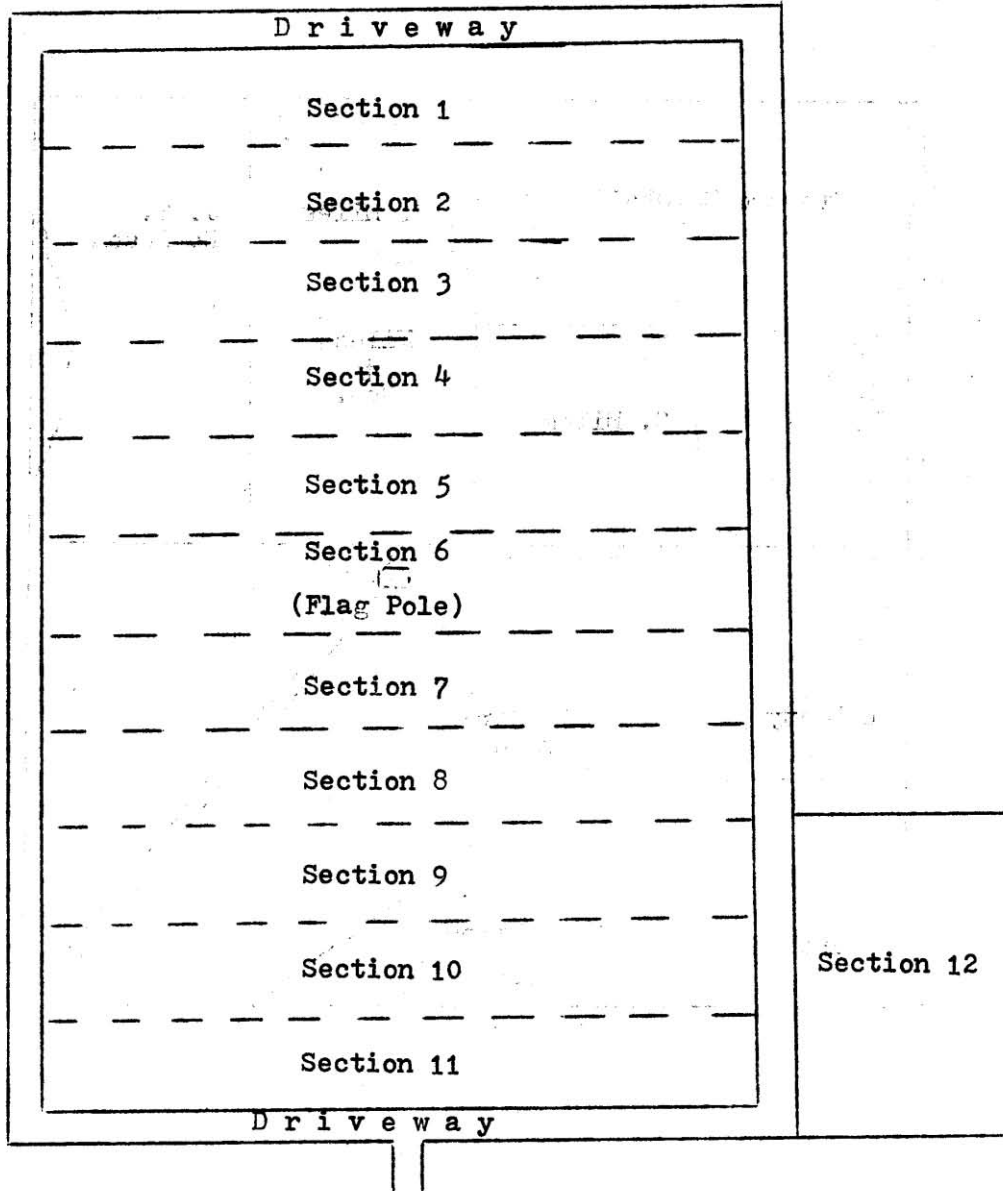 Driveway
Section 1
Section 2
Section 3
Section 4
Section 5
Section 6
(Flag Pole)
Section 7
Section 8
Section 9
Section 10
Section 12
Section 11
Driveway